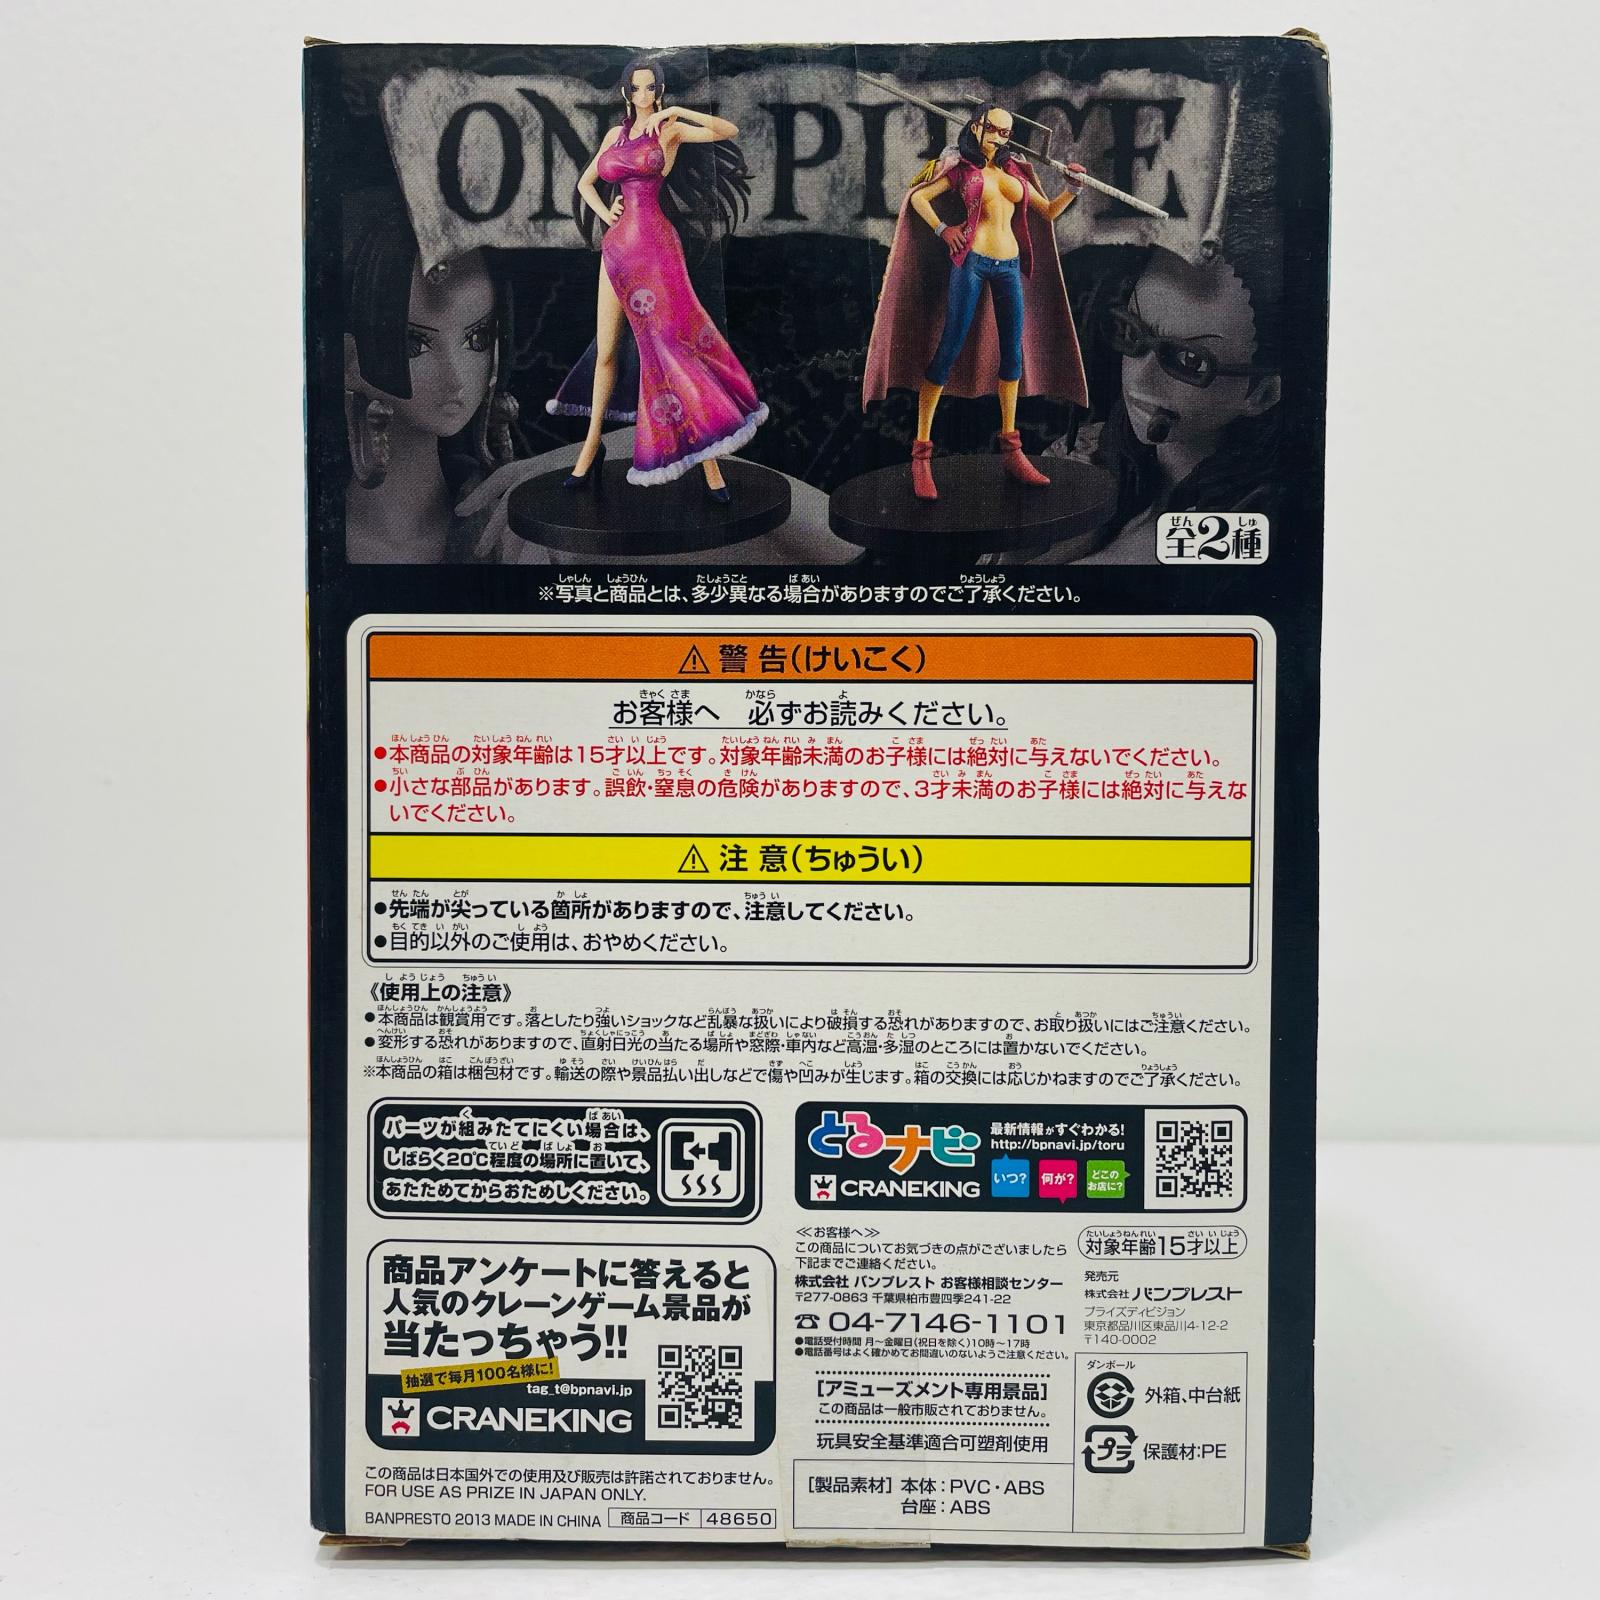 ONE PIECE
全2種
※写真と商品とは、多少異なる場合がありますのでご了承ください。
⚠ 警告(けいこく)
お客様へ 必ずお読みください。
●本商品の対象年齢は15才以上です。対象年齢未満のお子様には絶対に与えないでください。
●小さな部品があります。誤飲・窒息の危険がありますので、3才未満のお子様には絶対に与えな
いでください。
⚠ 注意(ちゅうい)
●先端が尖っている箇所がありますので、注意してください。
●目的以外のご使用は、おやめください。
《使用上の注意》
●本商品は観賞用です。落としたり強いショックなど乱暴な扱いにより破損する恐れがありますので、お取り扱いにはご注意ください。
●変形する恐れがありますので、直射日光の当たる場所や窓際・車内など高温・多湿のところには置かないでください。
※本商品の箱は梱包材です。輸送の際や景品払い出しなどで傷や凹みが生じます。箱の交換には応じかねますのでご了承ください。
パーツが組みたてにくい場合は、
しばらく20℃程度の場所に置いて、
あたためてからおためしください。
とるナビ
最新情報がすぐわかる!
http://bpnavi.jp/toru
CRANEKING
いつ?
何が?
どこの
お店に?
商品アンケートに答えると
人気のクレーンゲーム景品が
当たっちゃう!!
抽選で毎月100名様に!
tag_t@bpnavi.jp
CRANEKING
この商品は日本国外での使用及び販売は許諾されておりません。
FOR USE AS PRIZE IN JAPAN ONLY.
BANPRESTO 2013 MADE IN CHINA 商品コード 48650
≪お客様へ≫
この商品についてお気づきの点がございましたら
下記までご連絡ください。
株式会社 バンプレスト お客様相談センター
〒277-0863 千葉県柏市豊四季241-22
☎ 04-7146-1101
●電話受付時間 月~金曜日(祝日を除く)10時~17時
●電話番号はよく確かめてお間違いのないようご注意ください。
[アミューズメント専用景品]
この商品は一般市販されておりません。
玩具安全基準適合可塑剤使用
[製品素材] 本体:PVC・ABS
台座:ABS
対象年齢15才以上
発売元
株式会社 バンプレスト
プライズディビジョン
東京都品川区東品川4-12-2
〒140-0002
ダンボール
外箱、中台紙
プラ
保護材:PE